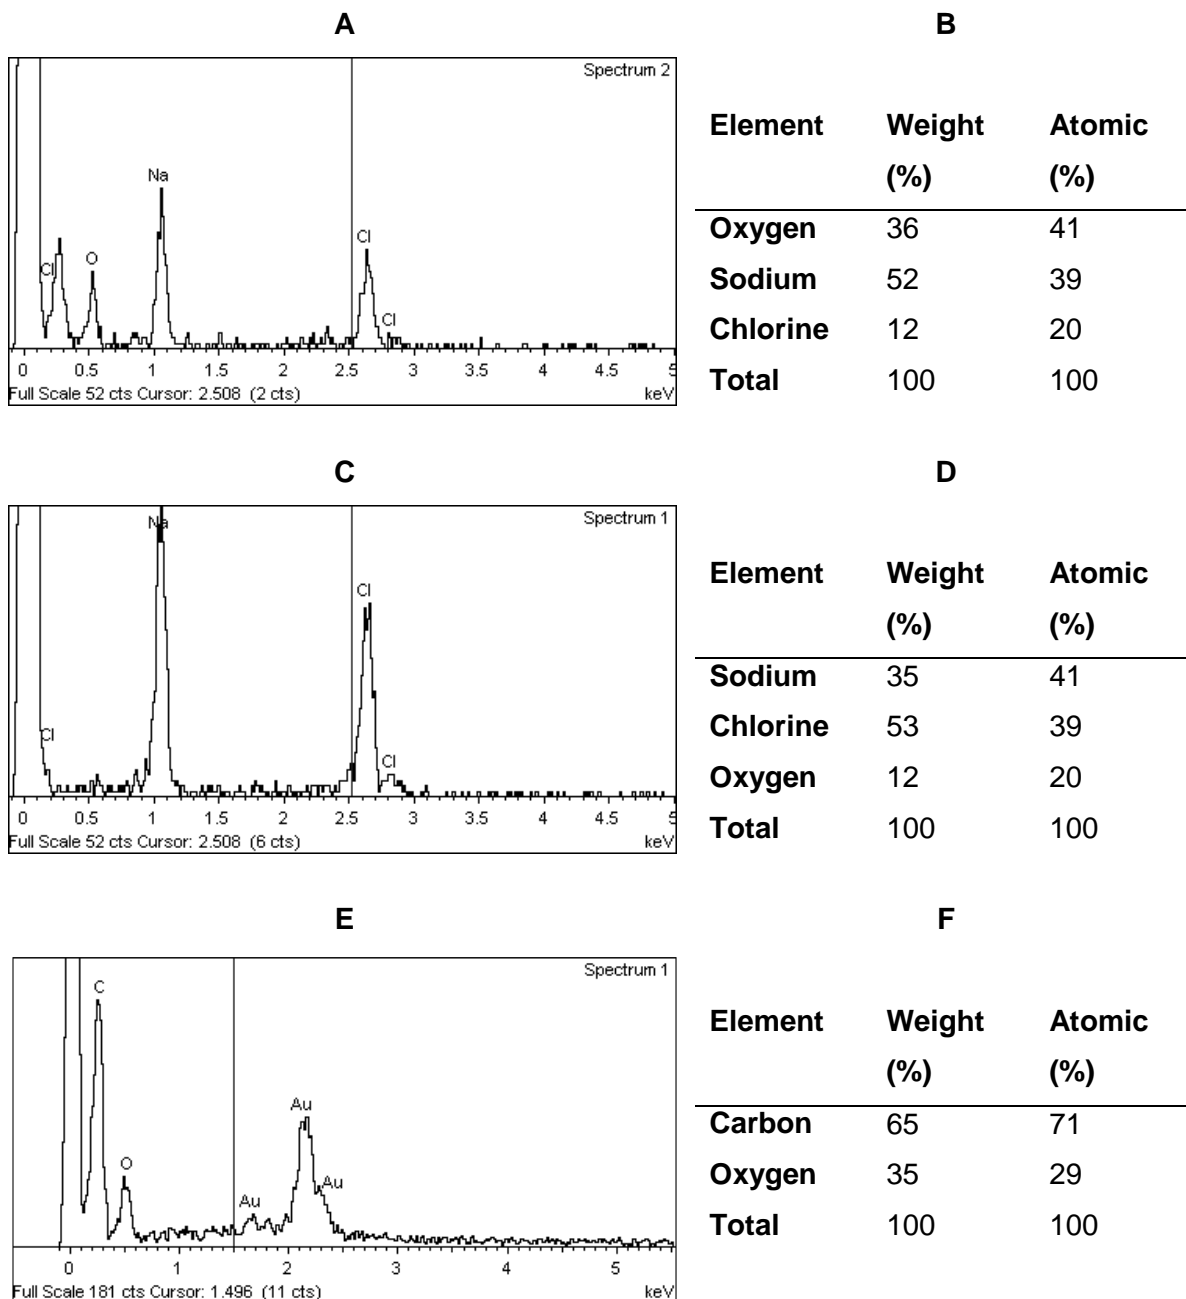 A
Spectrum 2
Na
Cl
O
Cl
Cl
0 0.5 1 1.5 2 2.5 3 3.5 4 4.5 5
Full Scale 52 cts Cursor: 2.508 (2 cts) keV
B
Element Weight Atomic
(%) (%)
Oxygen 36 41
Sodium 52 39
Chlorine 12 20
Total 100 100
C
Spectrum 1
Na
Cl
Cl
Cl
0 0.5 1 1.5 2 2.5 3 3.5 4 4.5 5
Full Scale 52 cts Cursor: 2.508 (6 cts) keV
D
Element Weight Atomic
(%) (%)
Sodium 35 41
Chlorine 53 39
Oxygen 12 20
Total 100 100
E
Spectrum 1
C
O
Au
Au
Au
0 1 2 3 4 5
Full Scale 181 cts Cursor: 1.496 (11 cts) keV
F
Element Weight Atomic
(%) (%)
Carbon 65 71
Oxygen 35 29
Total 100 100